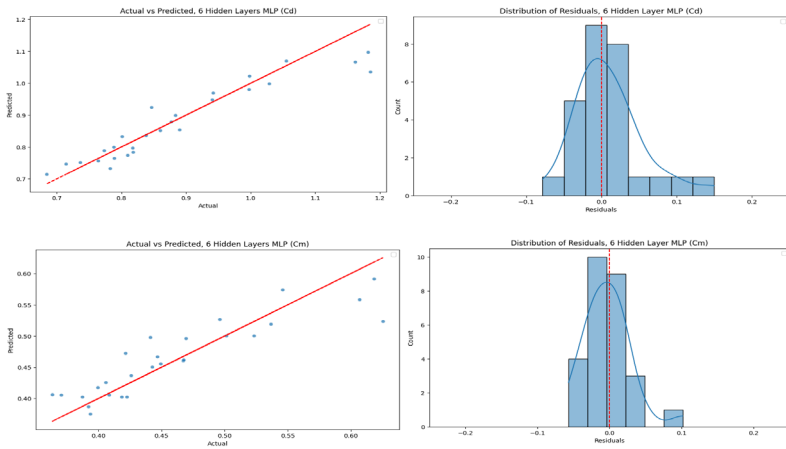 Actual vs Predicted, 6 Hidden Layers MLP (Cd)
1.2
1.1
1.0
0.9
0.8
0.7
Predicted
0.7 0.8 0.9 1.0 1.1 1.2
Actual
Distribution of Residuals, 6 Hidden Layer MLP (Cd)
8
6
4
2
0
Count
-0.2 -0.1 0.0 0.1 0.2
Residuals
Actual vs Predicted, 6 Hidden Layers MLP (Cm)
0.60
0.55
0.50
0.45
0.40
Predicted
0.40 0.45 0.50 0.55 0.60
Actual
Distribution of Residuals, 6 Hidden Layer MLP (Cm)
10
8
6
4
2
0
Count
-0.2 -0.1 0.0 0.1 0.2
Residuals